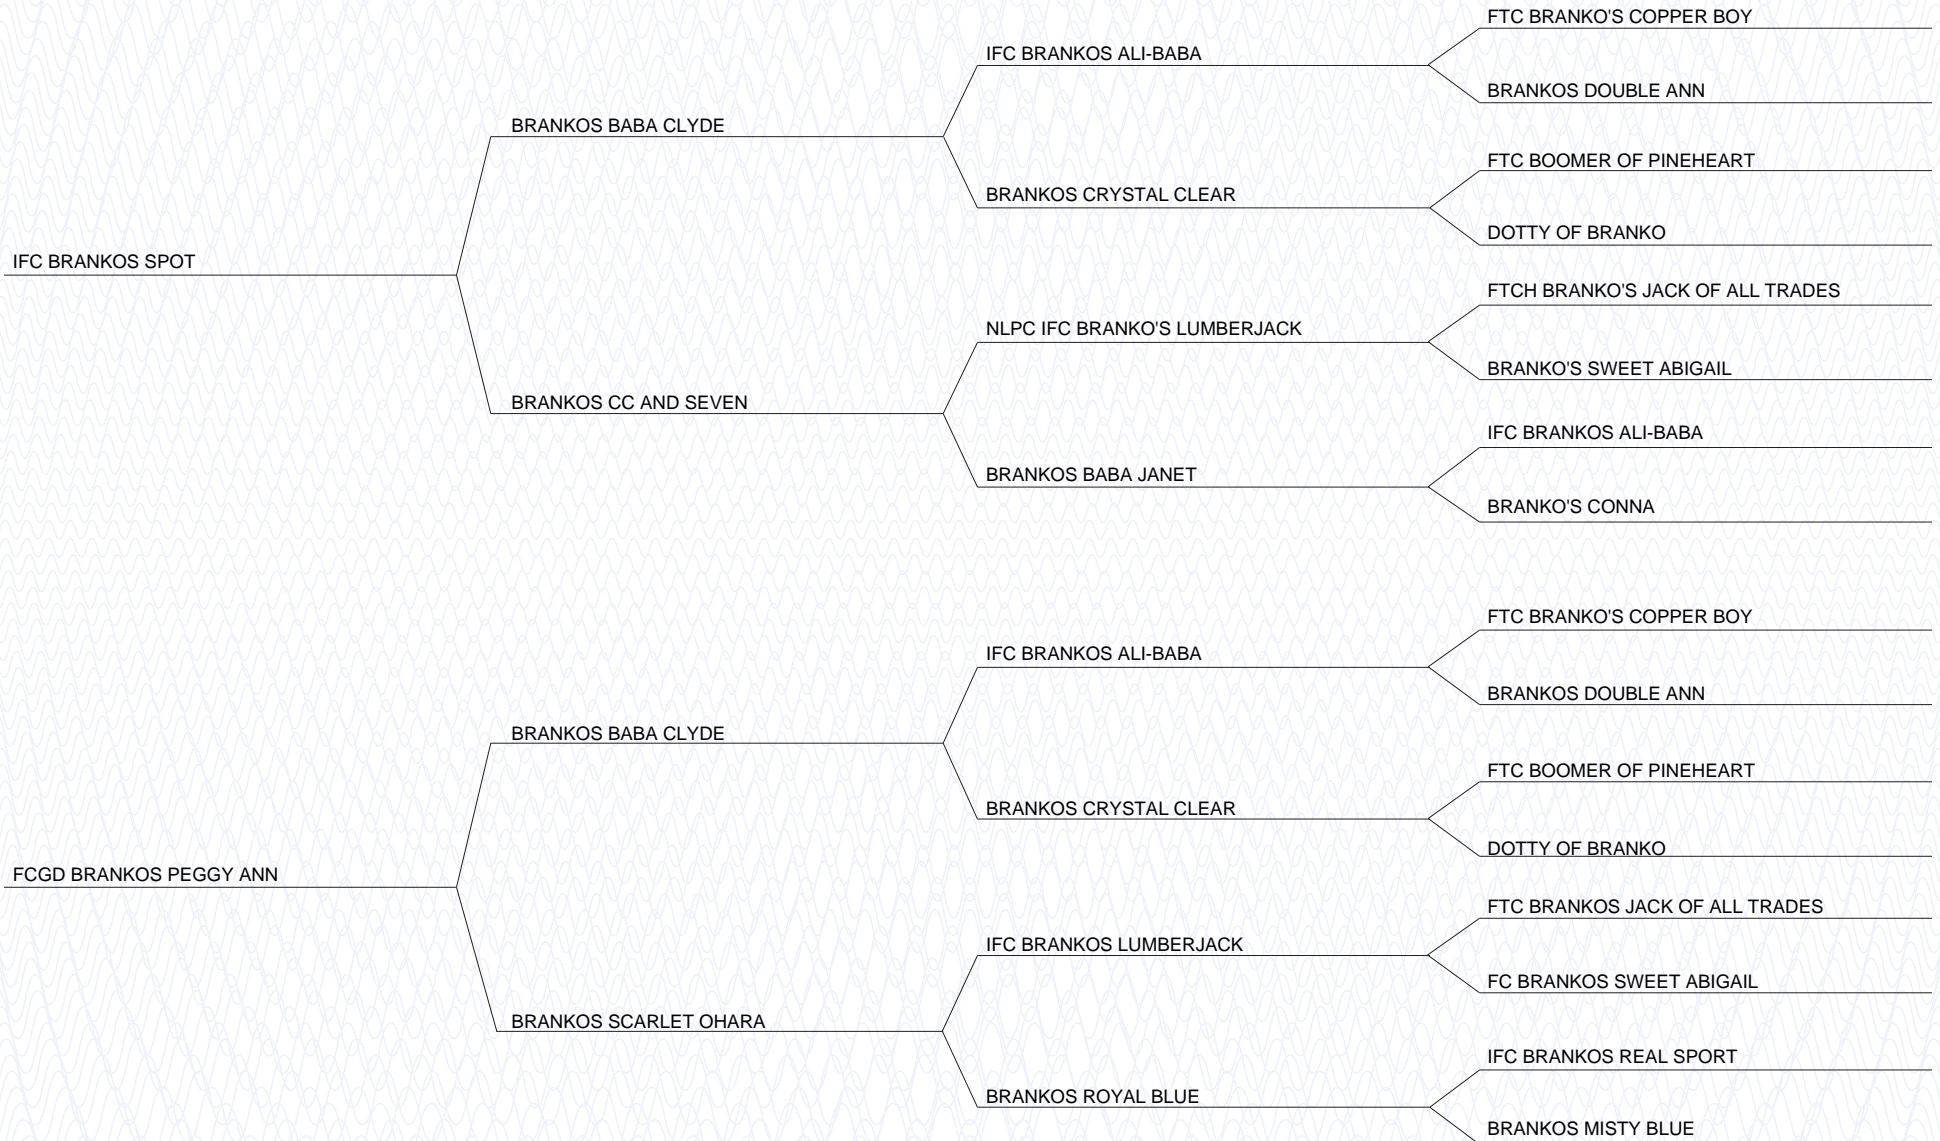 FTC BRANKO'S COPPER BOY
IFC BRANKOS ALI-BABA
BRANKOS DOUBLE ANN
BRANKOS BABA CLYDE
FTC BOOMER OF PINEHEART
BRANKOS CRYSTAL CLEAR
DOTTY OF BRANKO
IFC BRANKOS SPOT
FTCH BRANKO'S JACK OF ALL TRADES
NLPC IFC BRANKO'S LUMBERJACK
BRANKO'S SWEET ABIGAIL
BRANKOS CC AND SEVEN
IFC BRANKOS ALI-BABA
BRANKOS BABA JANET
BRANKO'S CONNA
FTC BRANKO'S COPPER BOY
IFC BRANKOS ALI-BABA
BRANKOS DOUBLE ANN
BRANKOS BABA CLYDE
FTC BOOMER OF PINEHEART
BRANKOS CRYSTAL CLEAR
DOTTY OF BRANKO
FCGD BRANKOS PEGGY ANN
FTC BRANKOS JACK OF ALL TRADES
IFC BRANKOS LUMBERJACK
FC BRANKOS SWEET ABIGAIL
BRANKOS SCARLET OHARA
IFC BRANKOS REAL SPORT
BRANKOS ROYAL BLUE
BRANKOS MISTY BLUE